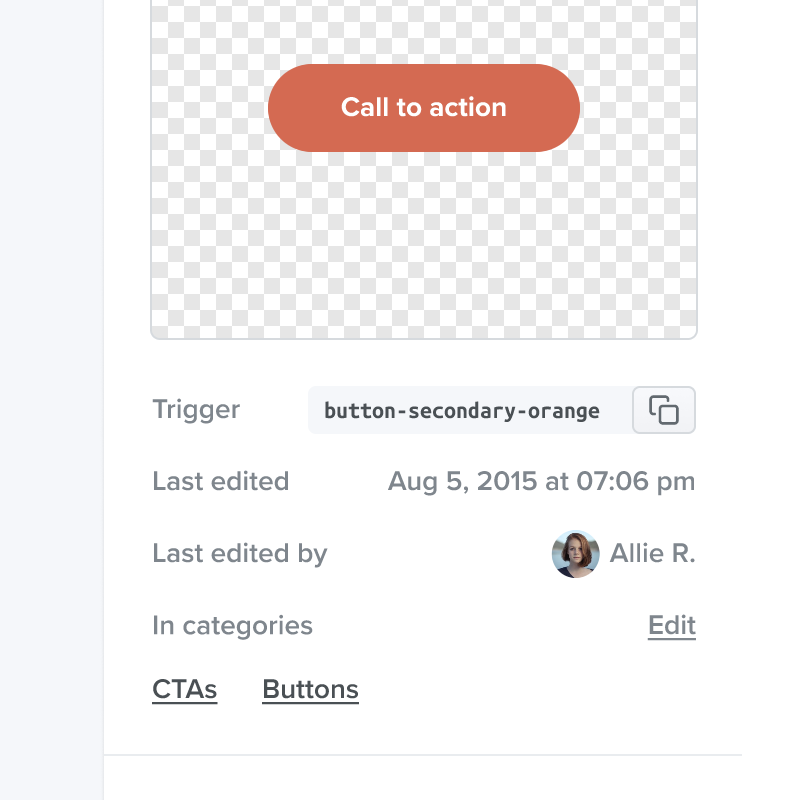 Call to action
Trigger button-secondary-orange
Last edited Aug 5, 2015 at 07:06 pm
Last edited by Allie R.
In categories Edit
CTAs Buttons